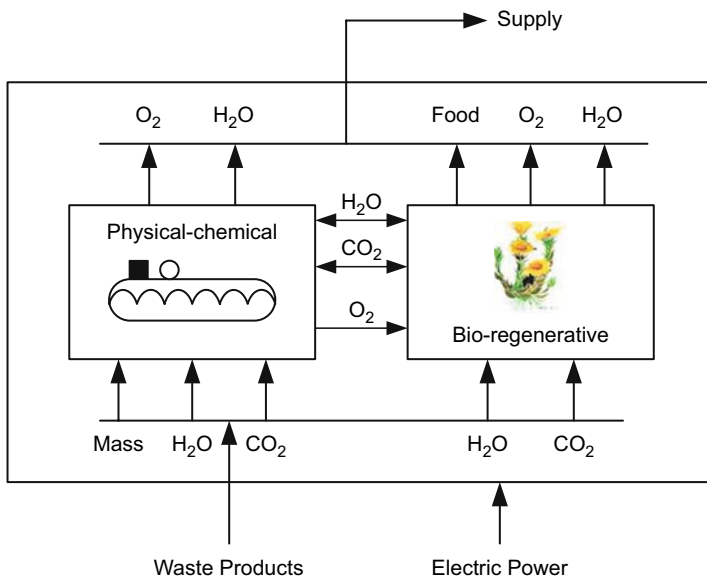 Supply
O₂ H₂O Food O₂ H₂O
H₂O
Physical-chemical
CO₂
O₂
Bio-regenerative
Mass H₂O CO₂ H₂O CO₂
Waste Products Electric Power